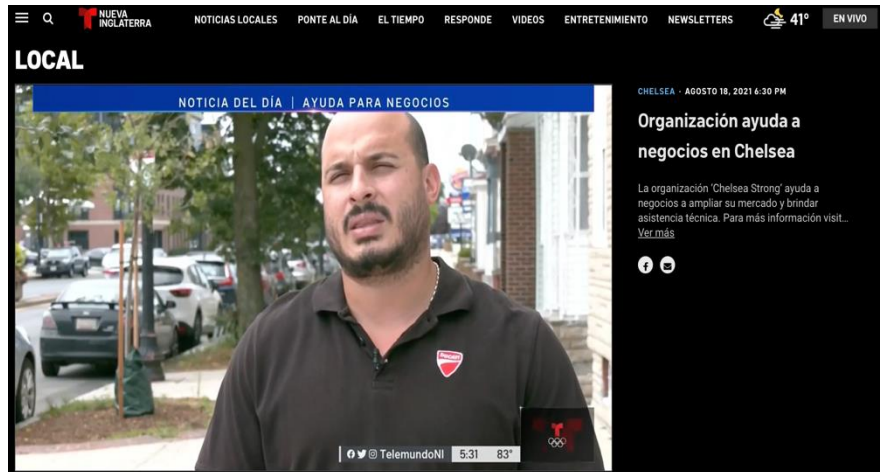 NUEVA
INGLATERRA
NOTICIAS LOCALES
PONTE AL DÍA
EL TIEMPO
RESPONDE
VIDEOS
ENTRETENIMIENTO
NEWSLETTERS
41°
EN VIVO
LOCAL
NOTICIA DEL DÍA | AYUDA PARA NEGOCIOS
CHELSEA · AGOSTO 18, 2021 6:30 PM
Organización ayuda a
negocios en Chelsea
La organización 'Chelsea Strong' ayuda a
negocios a ampliar su mercado y brindar
asistencia técnica. Para más información visit...
Ver más
DUCATI
TelemundoNI 5:31 83°